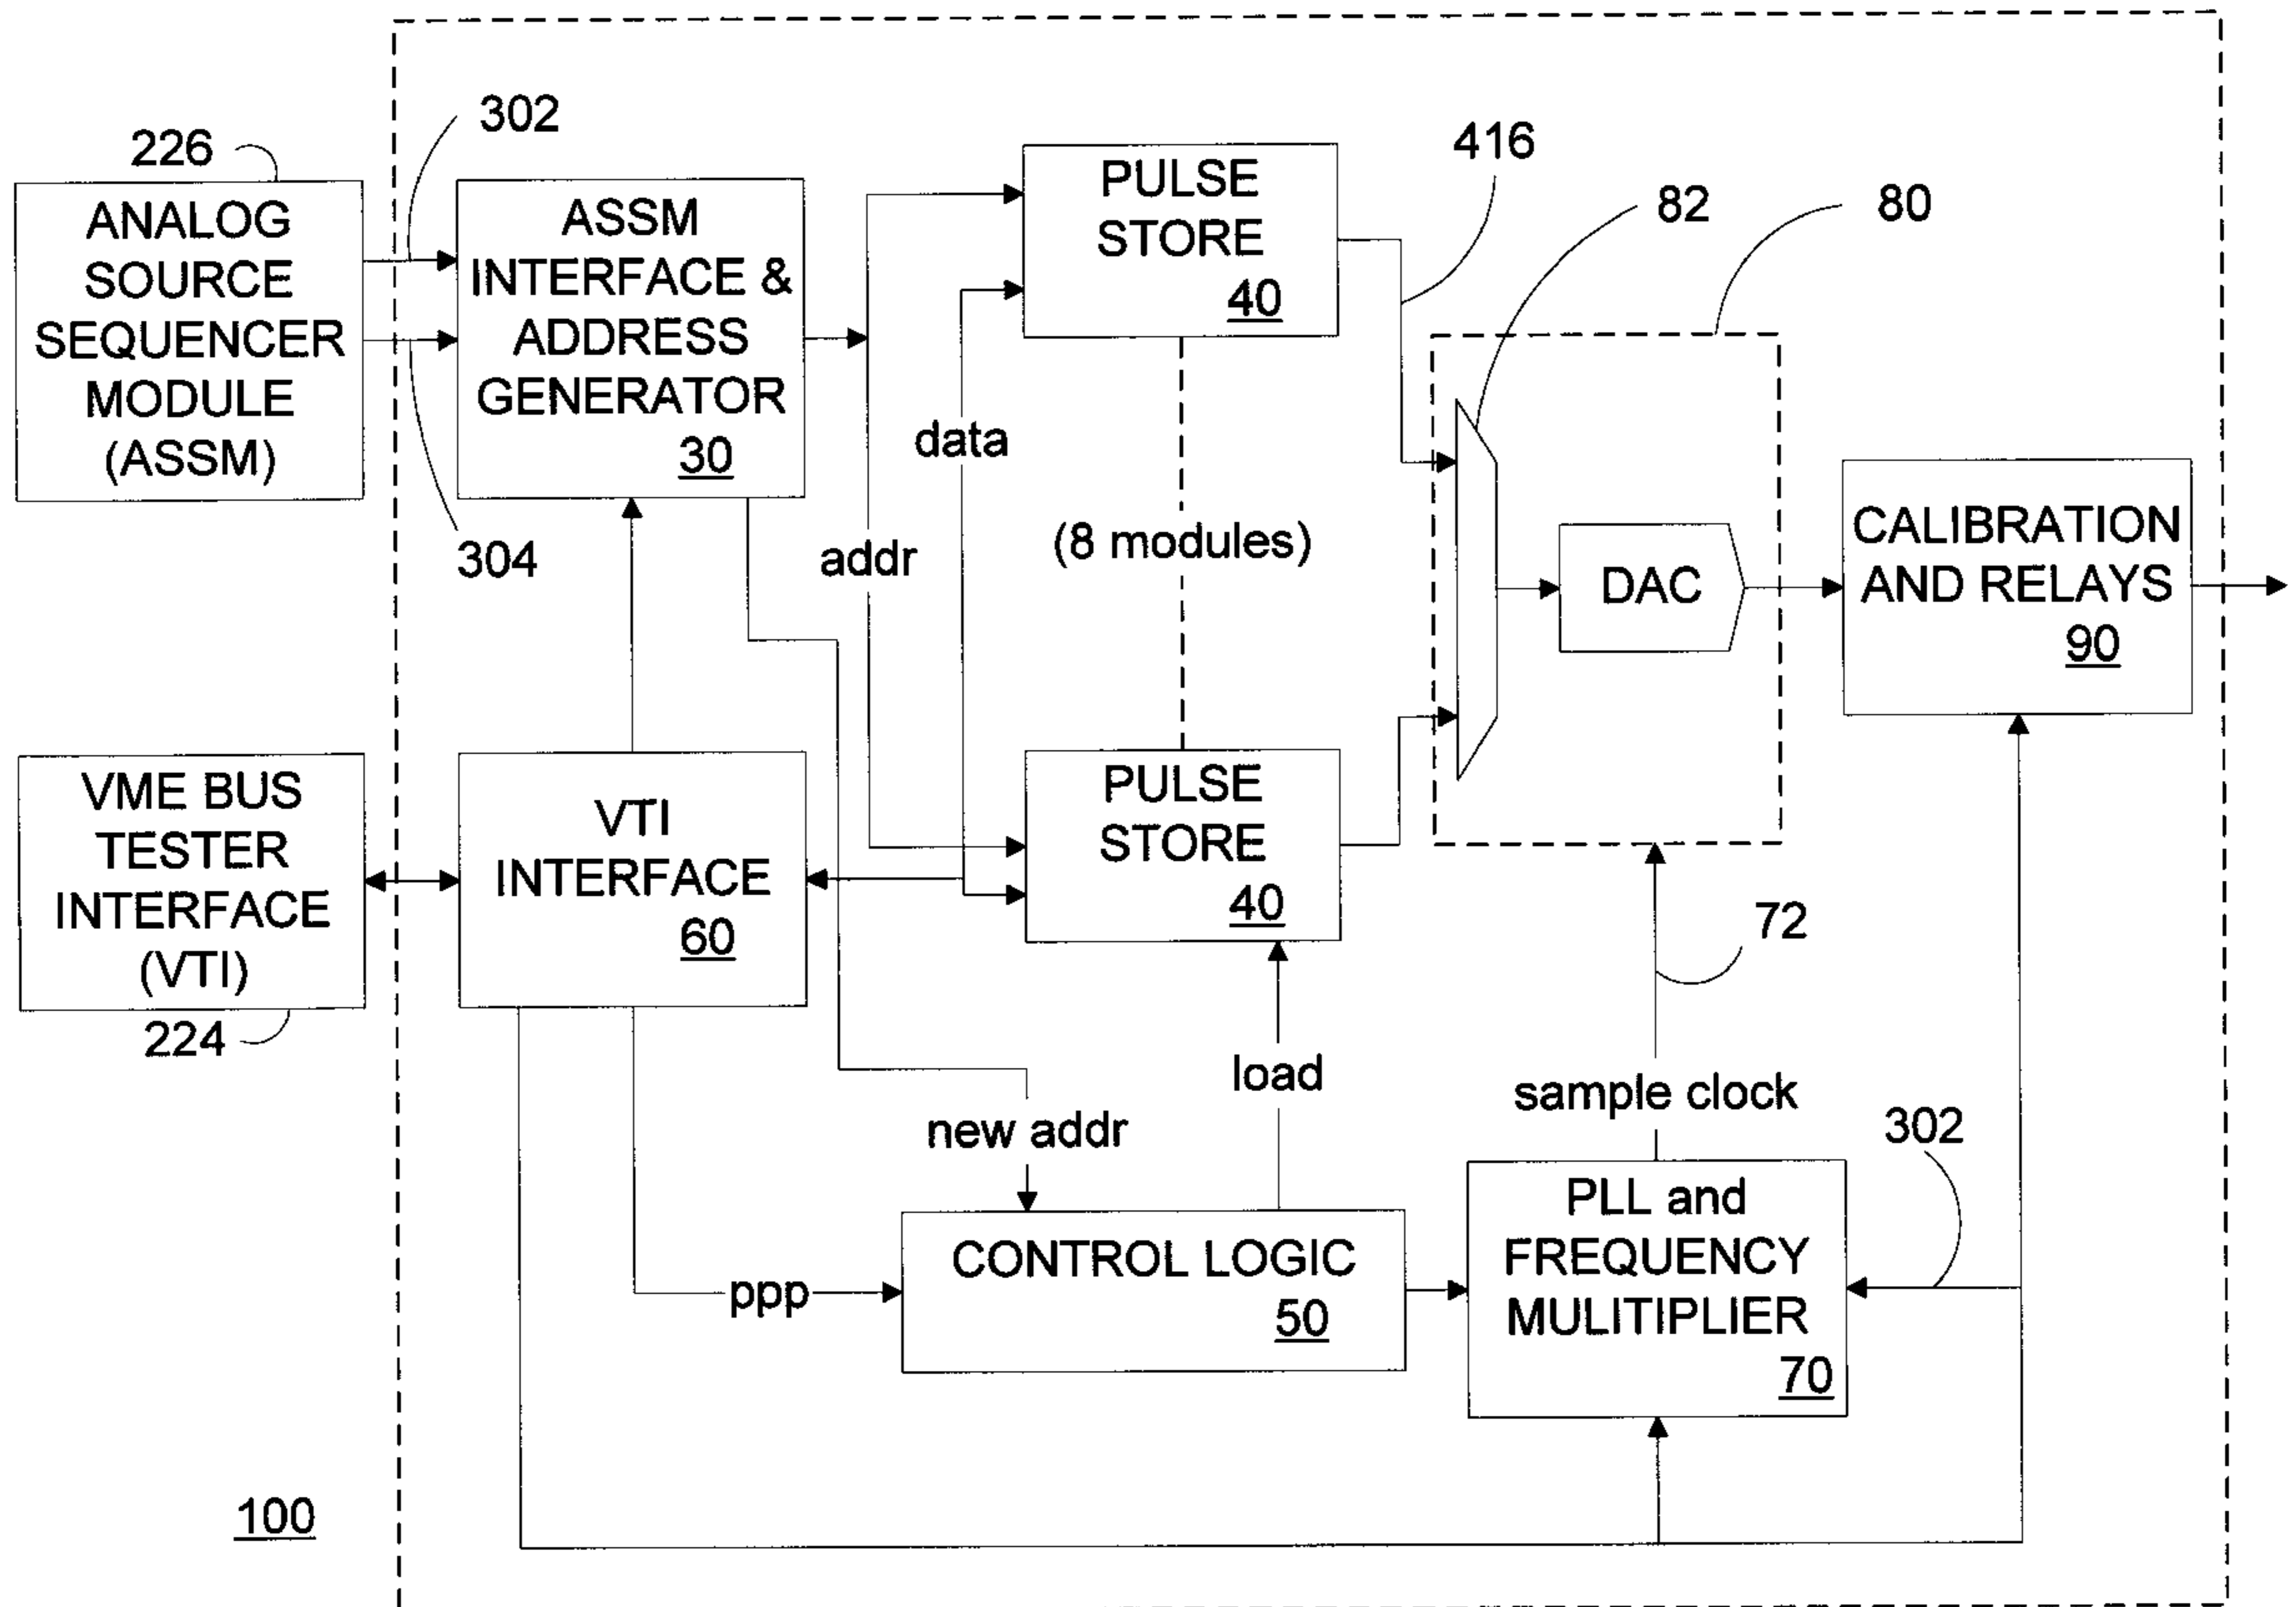 226
ANALOG
SOURCE
SEQUENCER
MODULE
(ASSM)
302
304
ASSM
INTERFACE &
ADDRESS
GENERATOR
30
addr
data
PULSE
STORE
40
(8 modules)
PULSE
STORE
40
416
82
80
DAC
CALIBRATION
AND RELAYS
90
VME BUS
TESTER
INTERFACE
(VTI)
224
VTI
INTERFACE
60
72
load
sample clock
new addr
302
ppp
CONTROL LOGIC
50
PLL and
FREQUENCY
MULITIPLIER
70
100